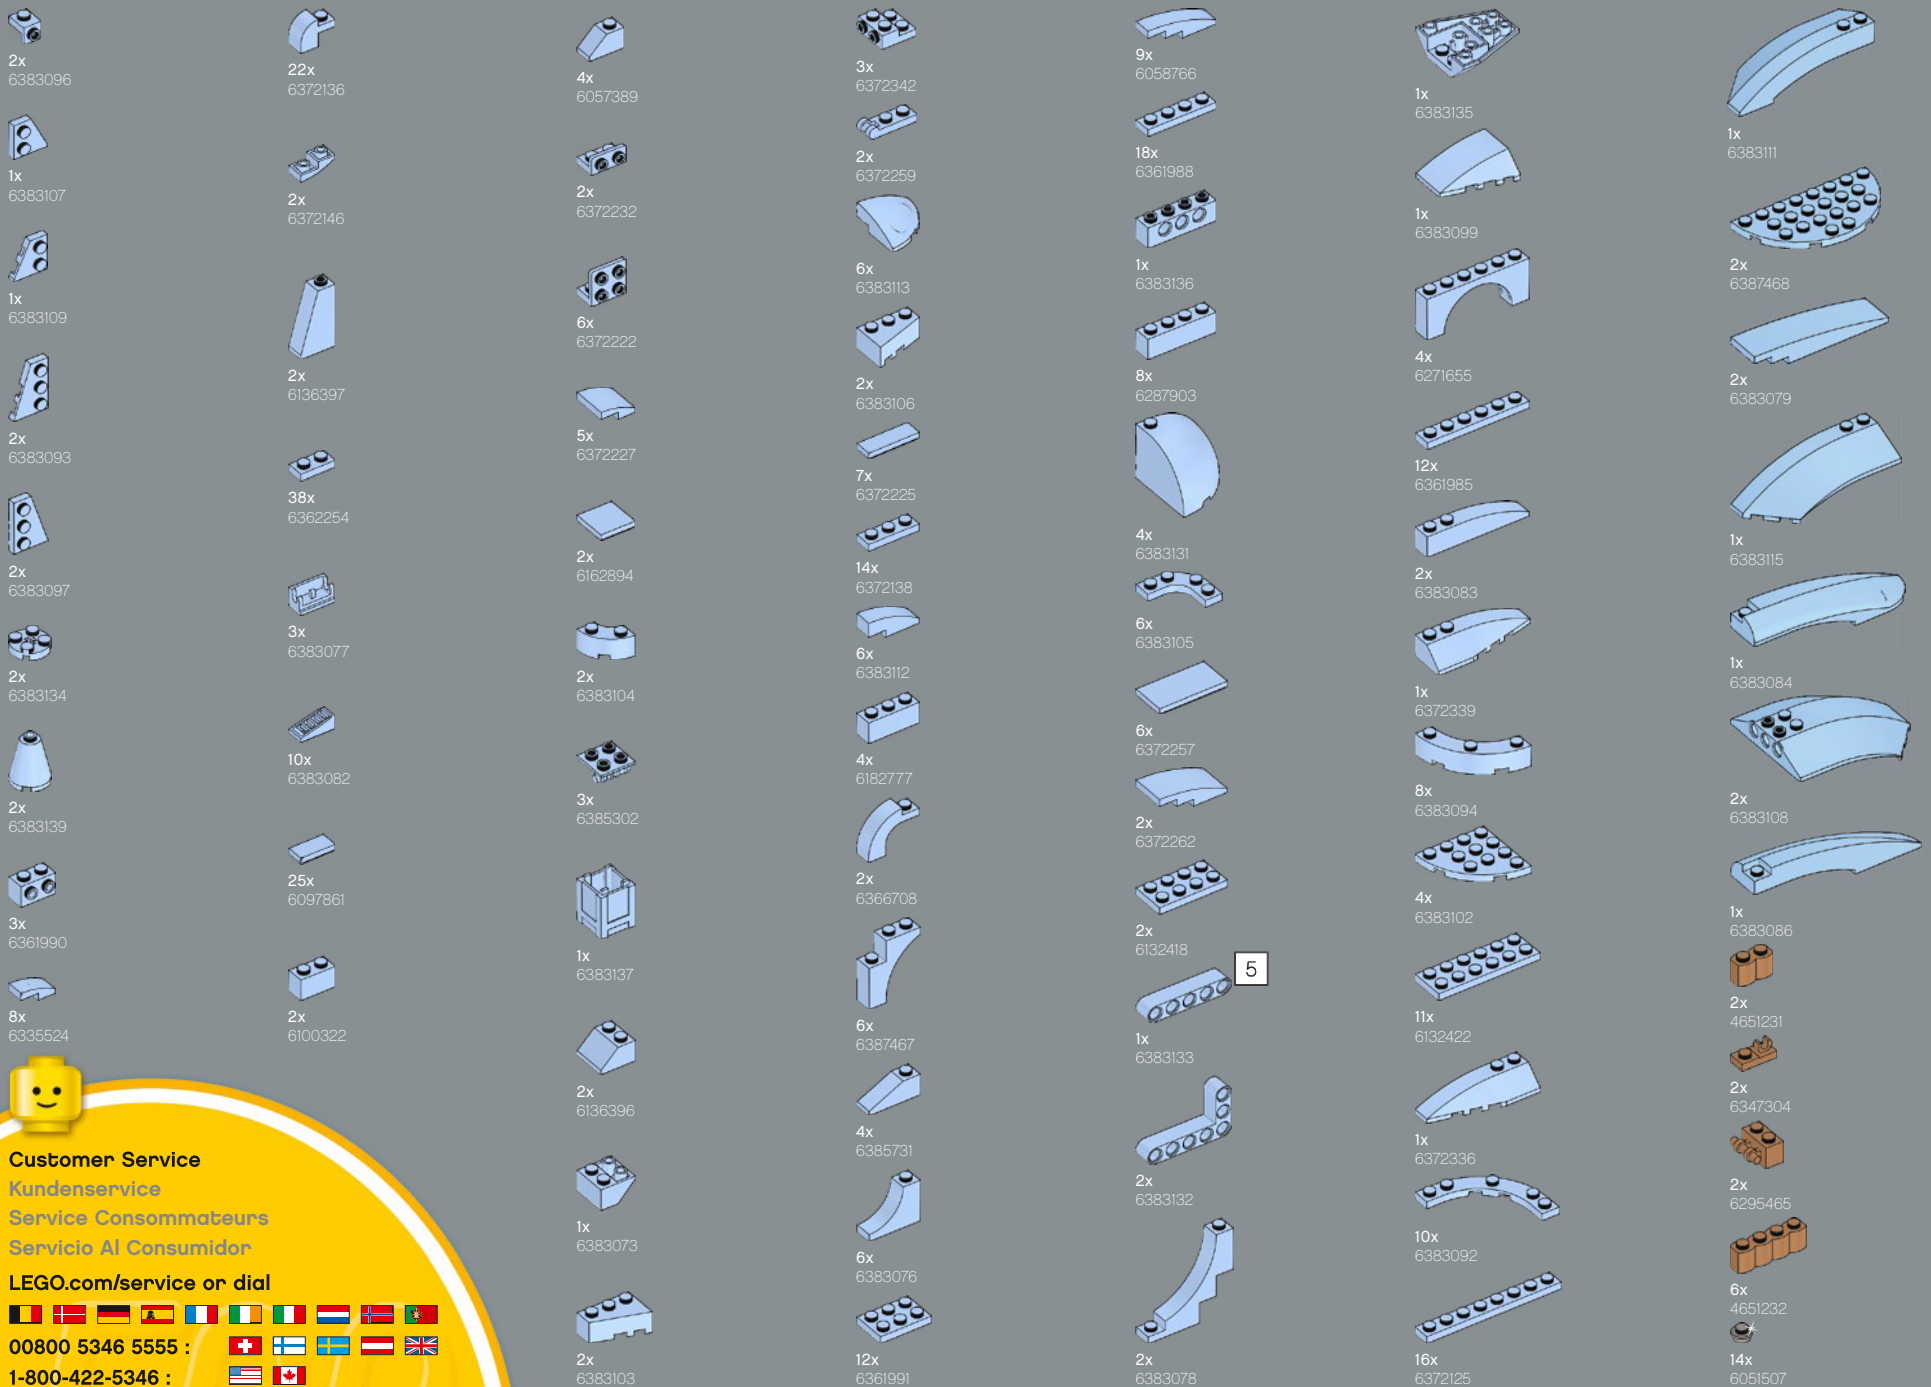 2x
6383096
1x
6383107
1x
6383109
2x
6383093
2x
6383097
2x
6383134
2x
6383139
3x
6361990
8x
6335524
22x
6372136
2x
6372146
2x
6136397
38x
6362254
3x
6383077
10x
6383082
25x
6097861
2x
6100322
4x
6057389
2x
6372232
6x
6372222
5x
6372227
2x
6162894
2x
6383104
3x
6385302
1x
6383137
2x
6136396
1x
6383073
2x
6383103
3x
6372342
2x
6372259
6x
6383113
2x
6383106
7x
6372225
14x
6372138
6x
6383112
4x
6182777
2x
6366708
6x
6387467
4x
6385731
6x
6383076
12x
6361991
9x
6058766
18x
6361988
1x
6383136
8x
6287903
4x
6383131
6x
6383105
6x
6372257
2x
6372262
2x
6132418
5
1x
6383133
2x
6383132
2x
6383078
1x
6383135
1x
6383099
4x
6271655
12x
6361985
2x
6383083
1x
6372339
8x
6383094
4x
6383102
11x
6132422
1x
6372336
10x
6383092
16x
6372125
1x
6383111
2x
6387468
2x
6383079
1x
6383115
1x
6383084
2x
6383108
1x
6383086
2x
4651231
2x
6347304
2x
6295465
6x
4651232
14x
6051507
Customer Service
Kundenservice
Service Consommateurs
Servicio Al Consumidor
LEGO.com/service or dial
00800 5346 5555 :
1-800-422-5346 :